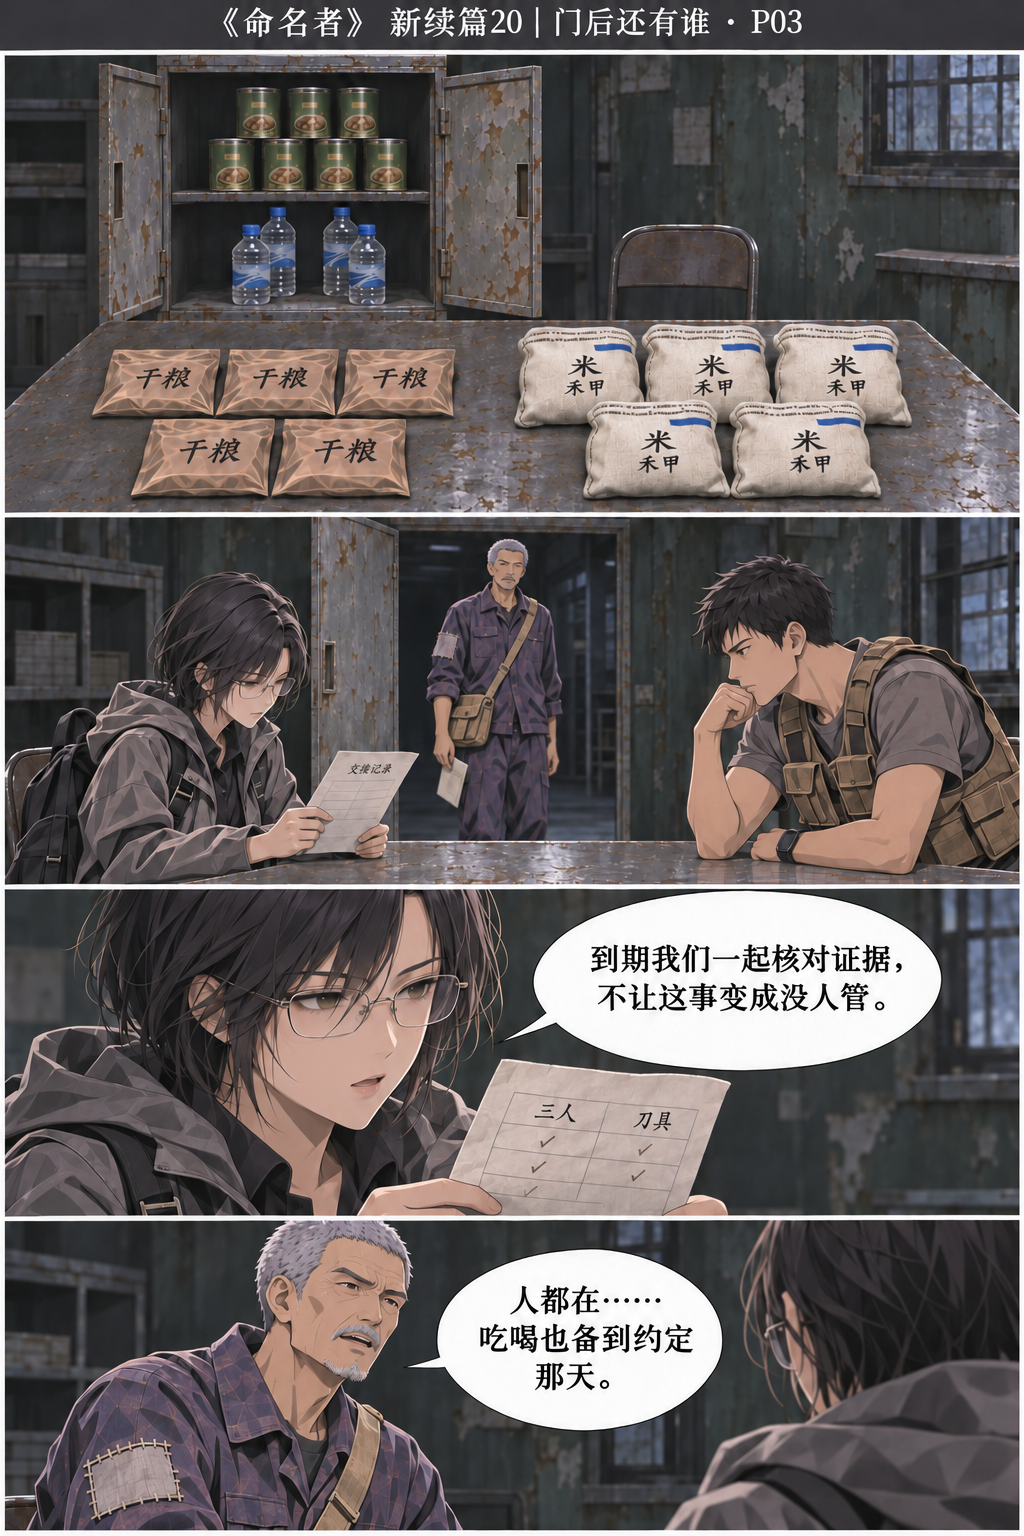 《命名者》 新续篇20 | 门后还有谁 · P03
干粮
干粮
干粮
干粮
干粮
米
禾甲
米
禾甲
米
禾甲
米
禾甲
米
禾甲
交接记录
到期我们一起核对证据，
不让这事变成没人管。
三人 刀具
✓ ✓
✓ ✓
✓
人都在……
吃喝也备到约定
那天。